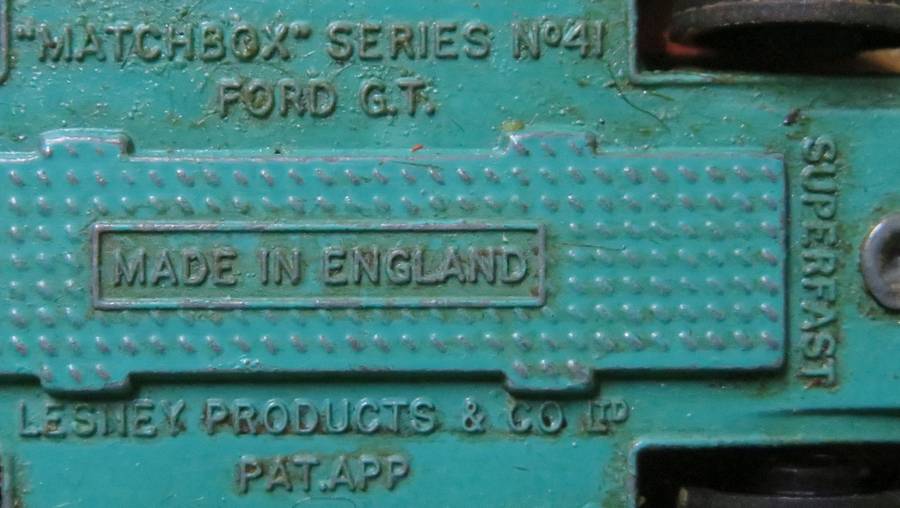 "MATCHBOX" SERIES Nº41
FORD G.T.
MADE IN ENGLAND
SUPERFAST
LESNEY PRODUCTS & CO LTD
PAT.APP